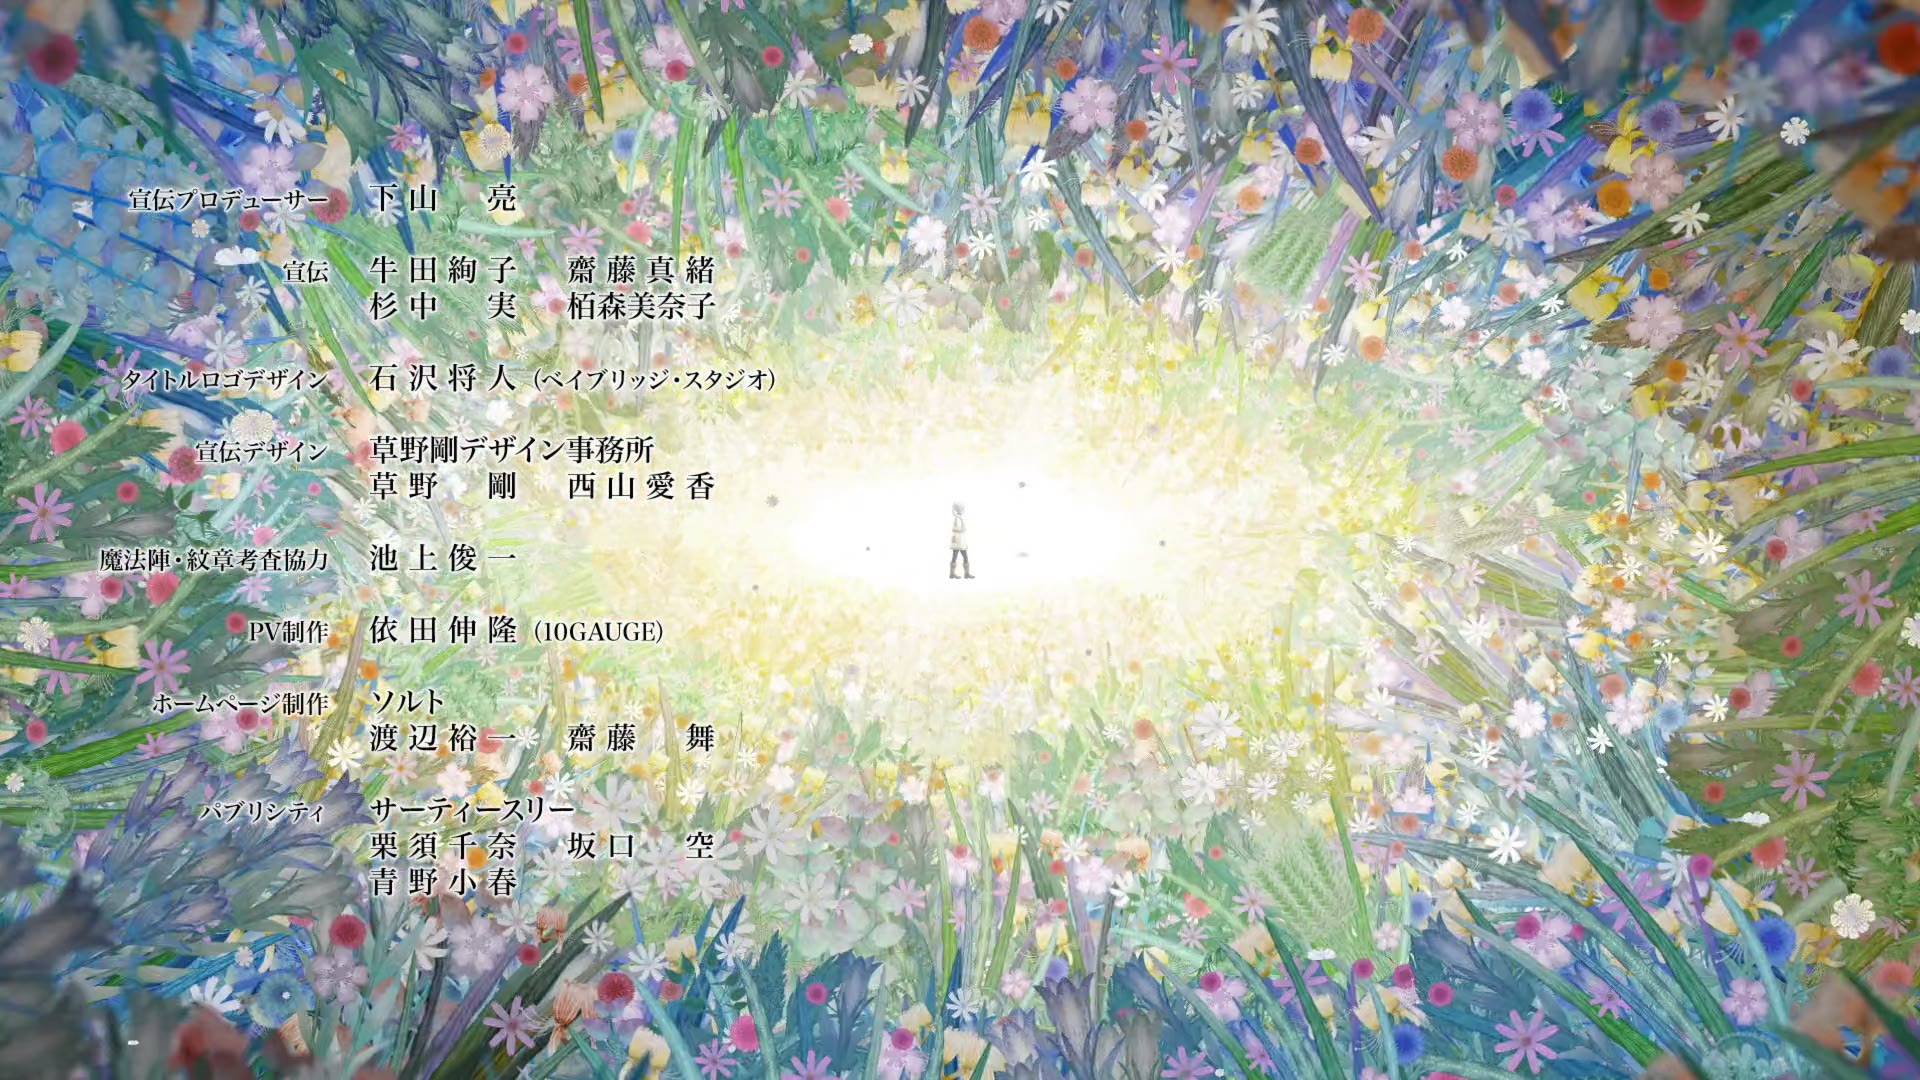 宣伝プロデューサー 下山 亮
宣伝 牛田絢子 齋藤真緒
杉中 実 栢森美奈子
タイトルロゴデザイン 石沢将人（ベイブリッジ・スタジオ）
宣伝デザイン 草野剛デザイン事務所
草野 剛 西山愛香
魔法陣・紋章考査協力 池上俊一
PV制作 依田伸隆（10GAUGE）
ホームページ制作 ソルト
渡辺裕一 齋藤 舞
パブリシティ サーティースリー
栗須千奈 坂口 空
青野小春